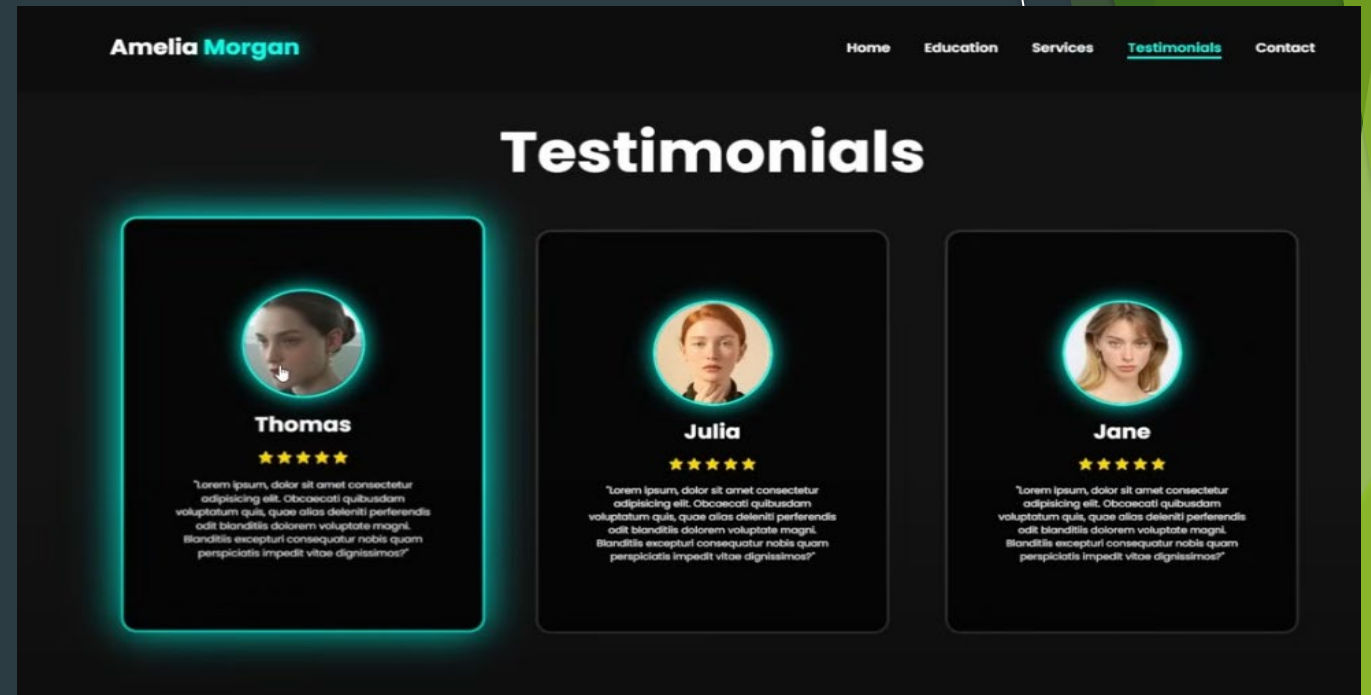 Amelia Morgan
Home Education Services Testimonials Contact
Testimonials
Thomas
"Lorem ipsum, dolor sit amet consectetur
adipisicing elit. Obcaecati quibusdam
voluptatum quis, quae alias deleniti perferendis
odit blanditiis dolorem voluptate magni.
Blanditiis excepturi consequatur nobis quam
perspiciatis impedit vitae dignissimos?"
Julia
"Lorem ipsum, dolor sit amet consectetur
adipisicing elit. Obcaecati quibusdam
voluptatum quis, quae alias deleniti perferendis
odit blanditiis dolorem voluptate magni.
Blanditiis excepturi consequatur nobis quam
perspiciatis impedit vitae dignissimos?"
Jane
"Lorem ipsum, dolor sit amet consectetur
adipisicing elit. Obcaecati quibusdam
voluptatum quis, quae alias deleniti perferendis
odit blanditiis dolorem voluptate magni.
Blanditiis excepturi consequatur nobis quam
perspiciatis impedit vitae dignissimos?"